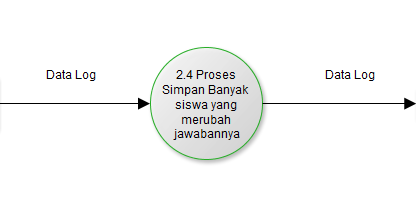 Data Log
2.4 Proses
Simpan Banyak
siswa yang
merubah
jawabannya
Data Log